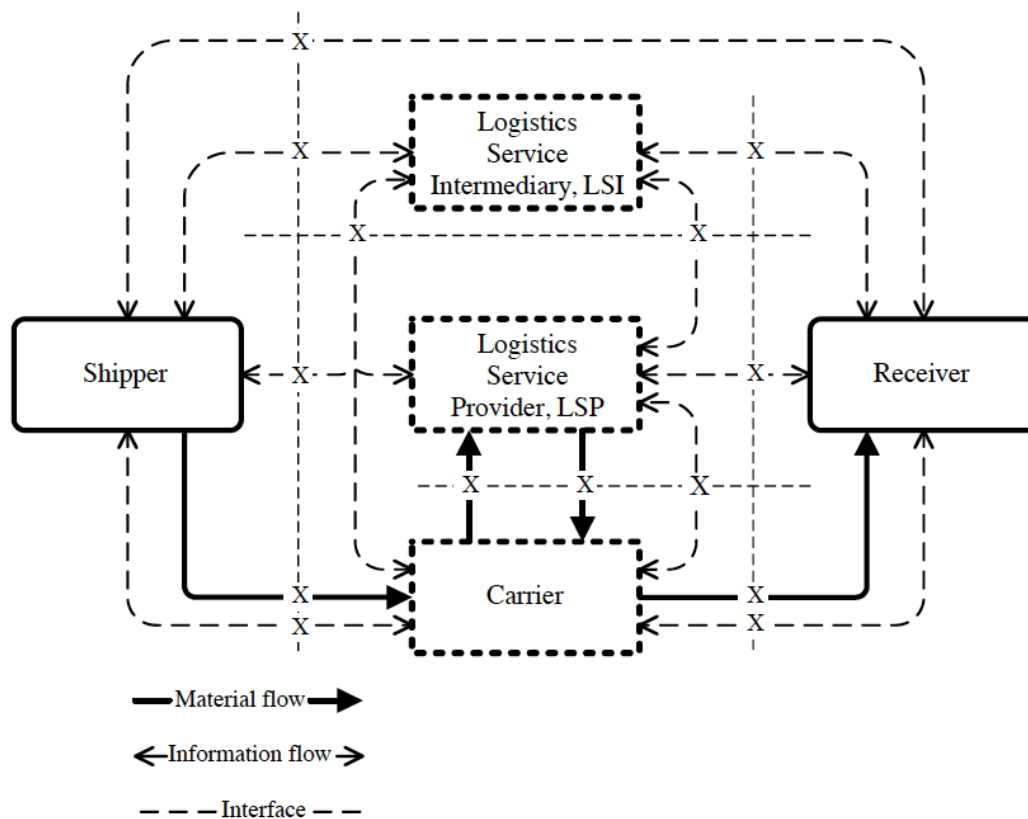 X
Logistics
Service
Intermediary, LSI
X
X
X
X
Shipper
X
Logistics
Service
Provider, LSP
X
Receiver
X
X
X
X
Carrier
X
X
X
Material flow
Information flow
Interface